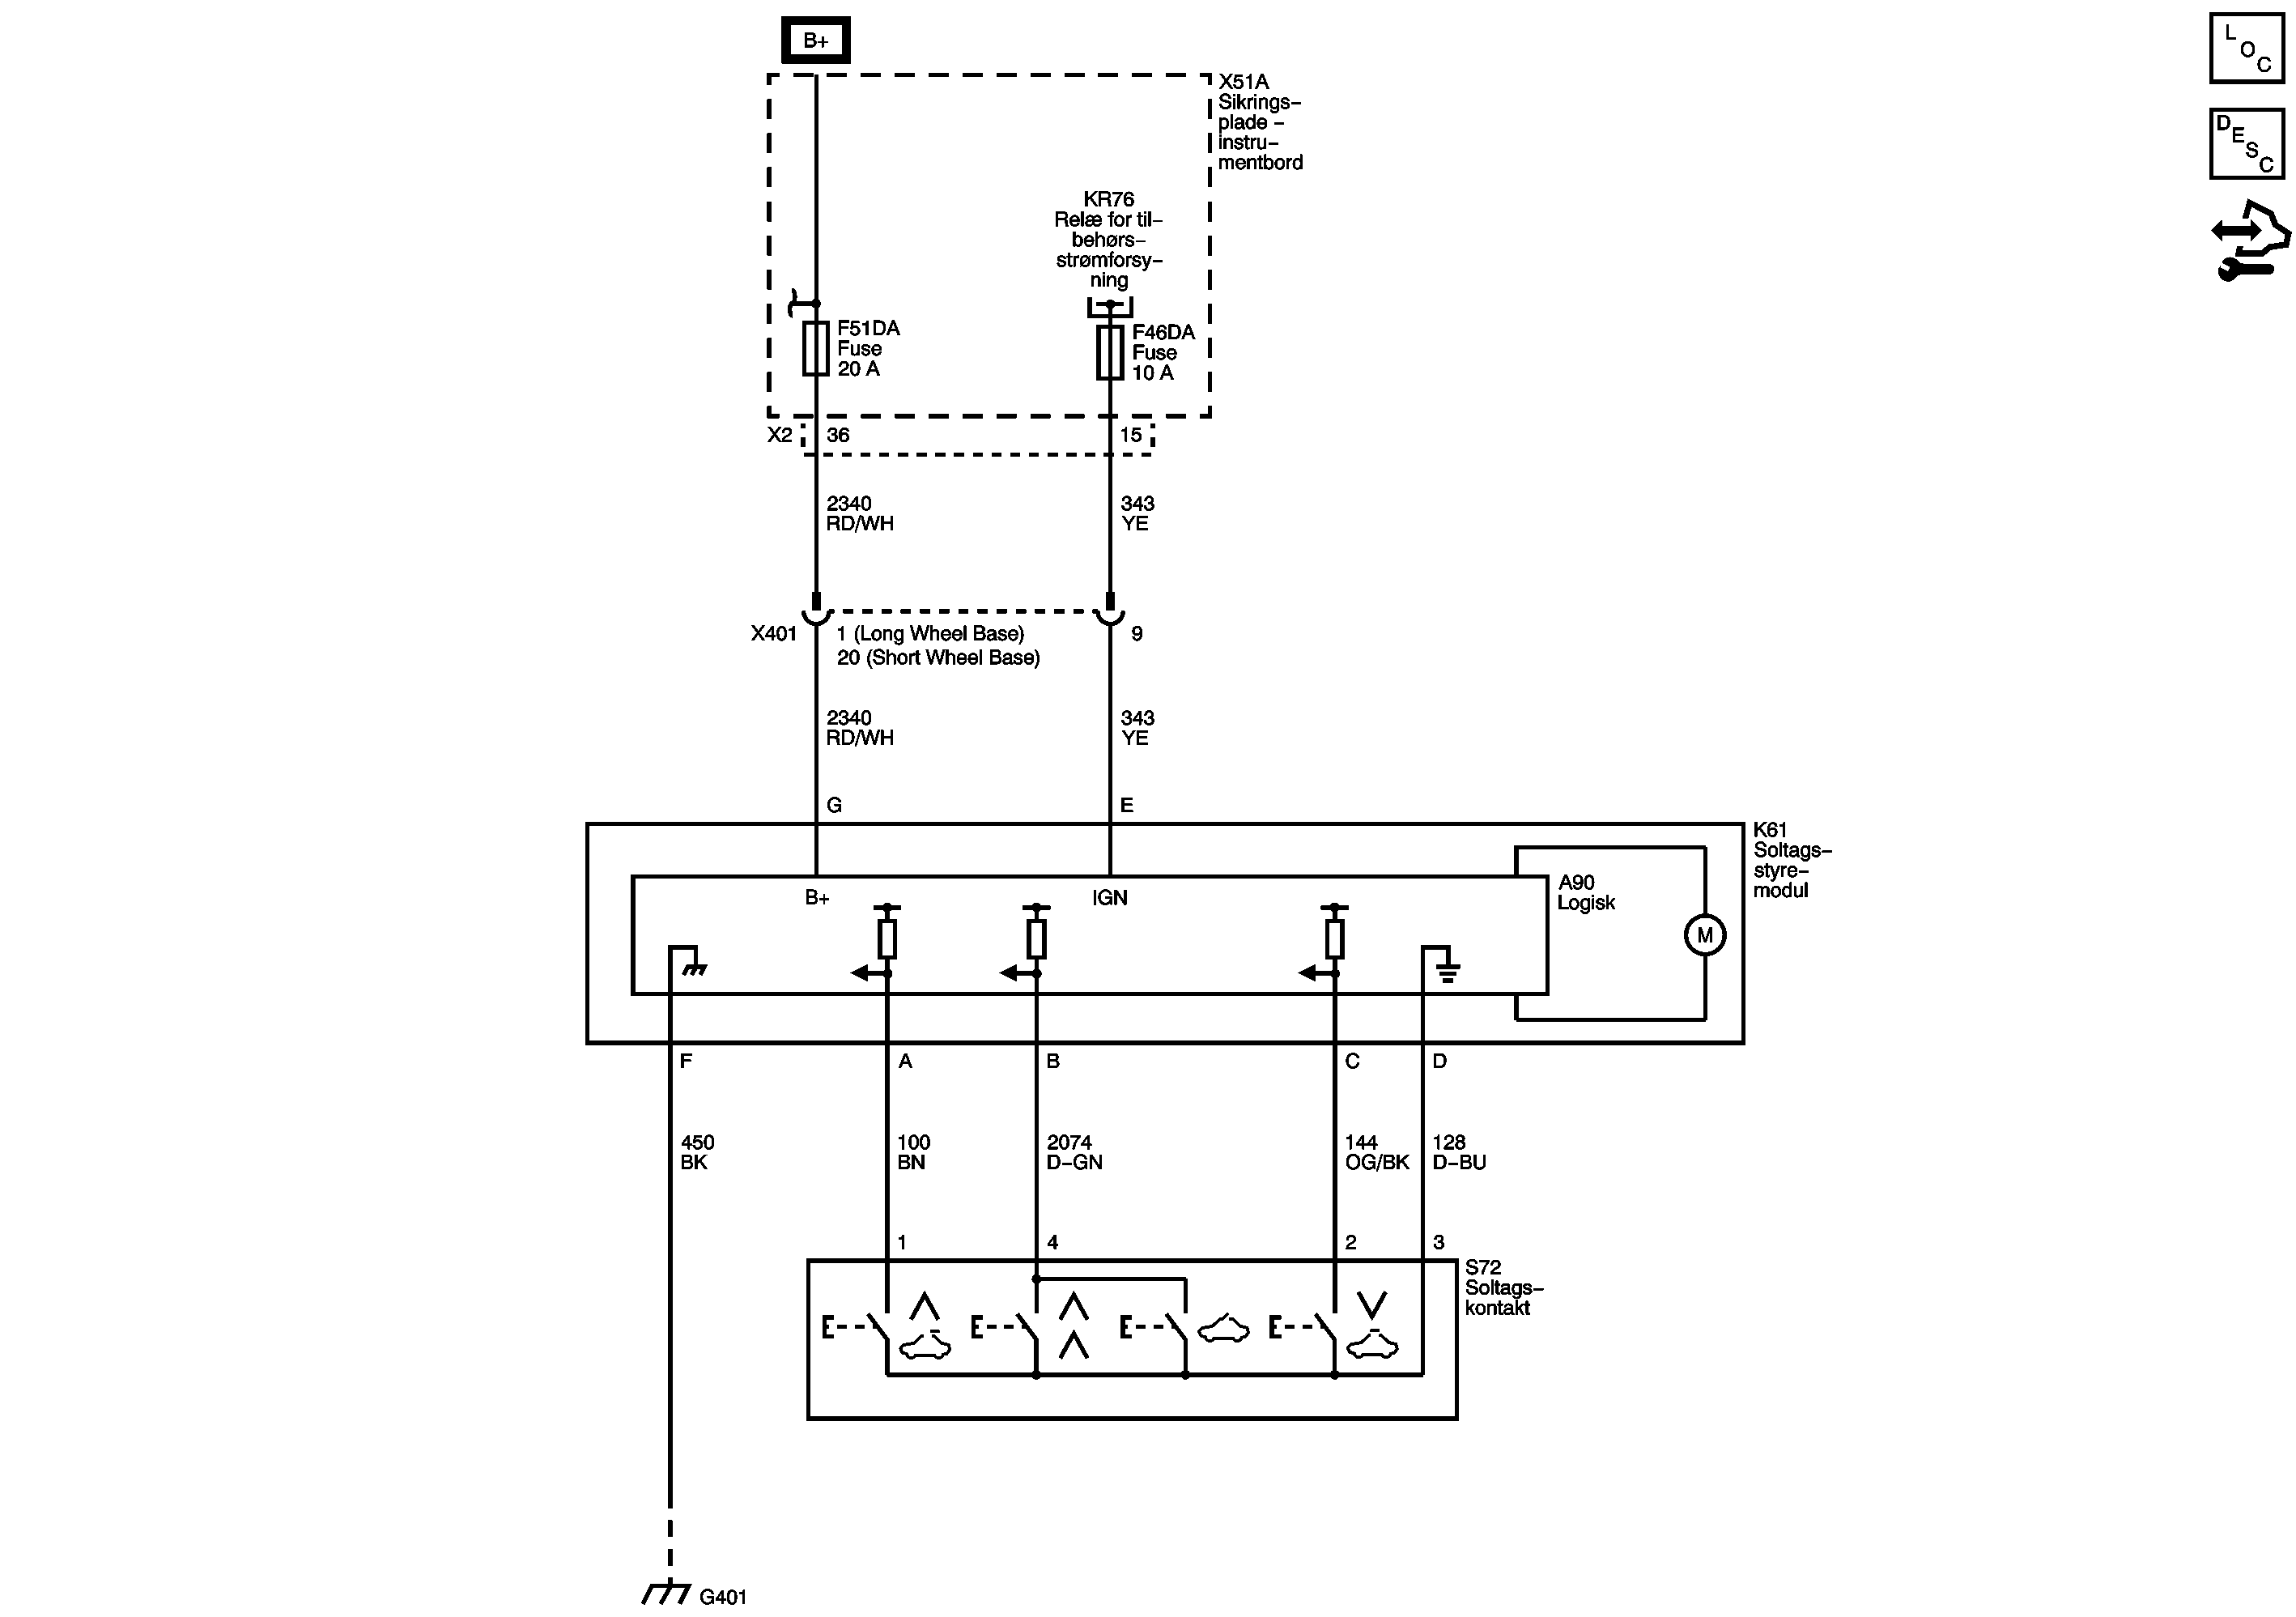 B+
L
O
C
D
E
S
C
X51A
Sikrings-
plade -
instru-
mentbord
KR76
Relæ for til-
behørs-
strømforsy-
ning
F51DA
Fuse
20 A
F46DA
Fuse
10 A
X2
36
15
2340
RD/WH
343
YE
X401
1 (Long Wheel Base)
20 (Short Wheel Base)
9
2340
RD/WH
343
YE
G
E
K61
Soltags-
styre-
modul
A90
Logisk
B+
IGN
M
F
A
B
C
D
450
BK
100
BN
2074
D-GN
144
OG/BK
128
D-BU
1
4
2
3
S72
Soltags-
kontakt
G401